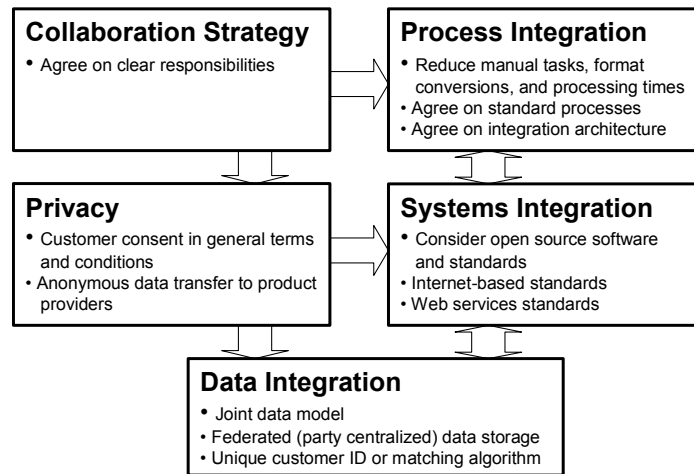 Collaboration Strategy
• Agree on clear responsibilities
Process Integration
• Reduce manual tasks, format
conversions, and processing times
• Agree on standard processes
• Agree on integration architecture
Privacy
• Customer consent in general terms
and conditions
• Anonymous data transfer to product
providers
Systems Integration
• Consider open source software
and standards
• Internet-based standards
• Web services standards
Data Integration
• Joint data model
• Federated (party centralized) data storage
• Unique customer ID or matching algorithm